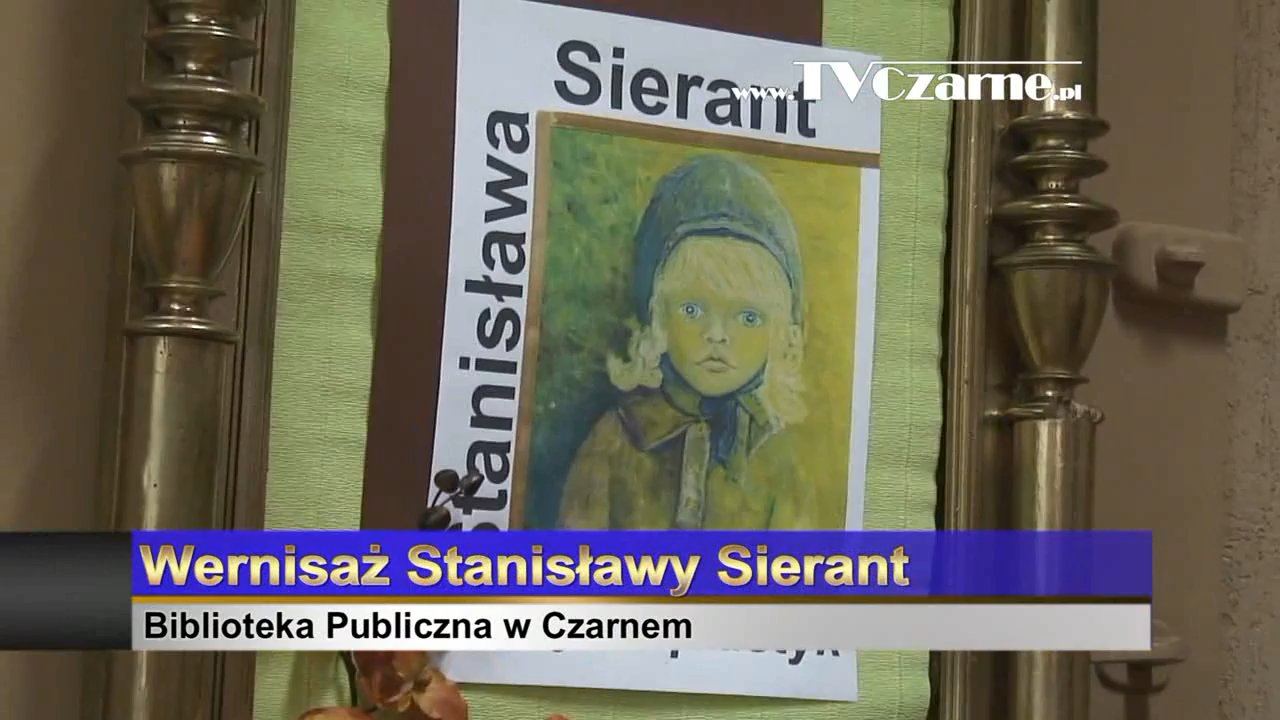 www.TVCzarne.pl
Sierant
Stanisława
Wernisaż Stanisławy Sierant
Biblioteka Publiczna w Czarnem